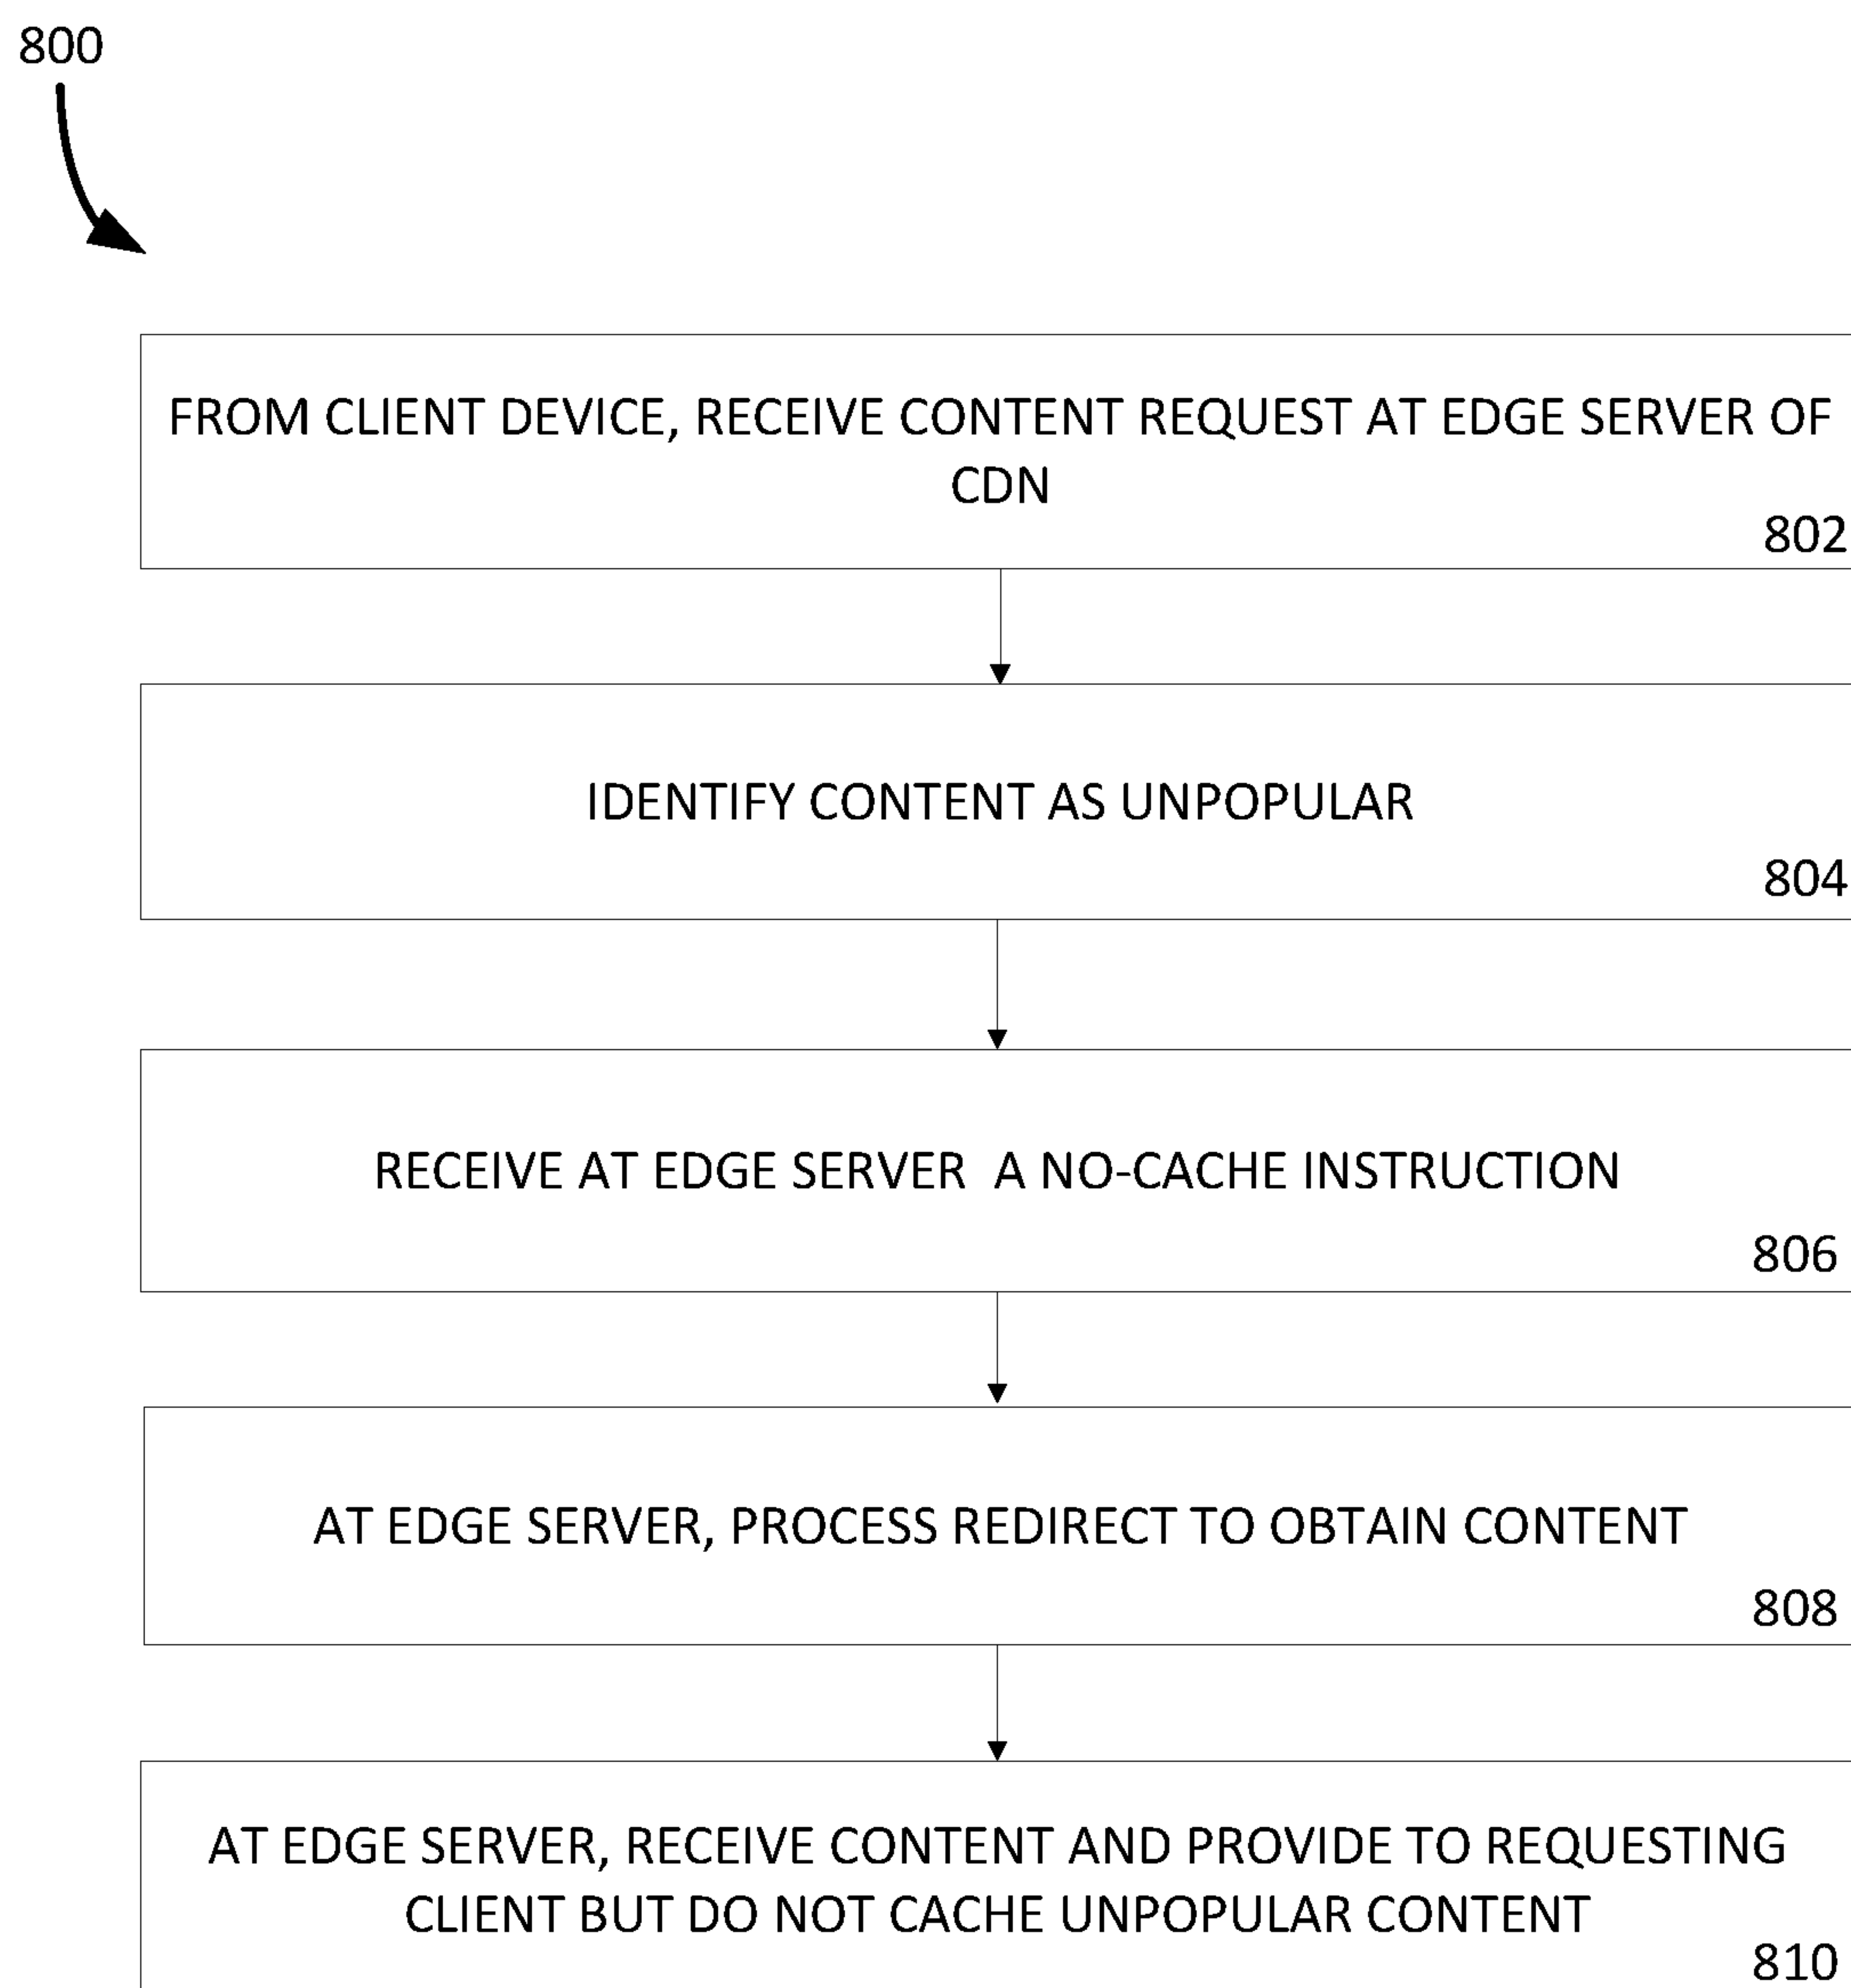 800
FROM CLIENT DEVICE, RECEIVE CONTENT REQUEST AT EDGE SERVER OF
CDN
802
IDENTIFY CONTENT AS UNPOPULAR
804
RECEIVE AT EDGE SERVER A NO-CACHE INSTRUCTION
806
AT EDGE SERVER, PROCESS REDIRECT TO OBTAIN CONTENT
808
AT EDGE SERVER, RECEIVE CONTENT AND PROVIDE TO REQUESTING
CLIENT BUT DO NOT CACHE UNPOPULAR CONTENT
810